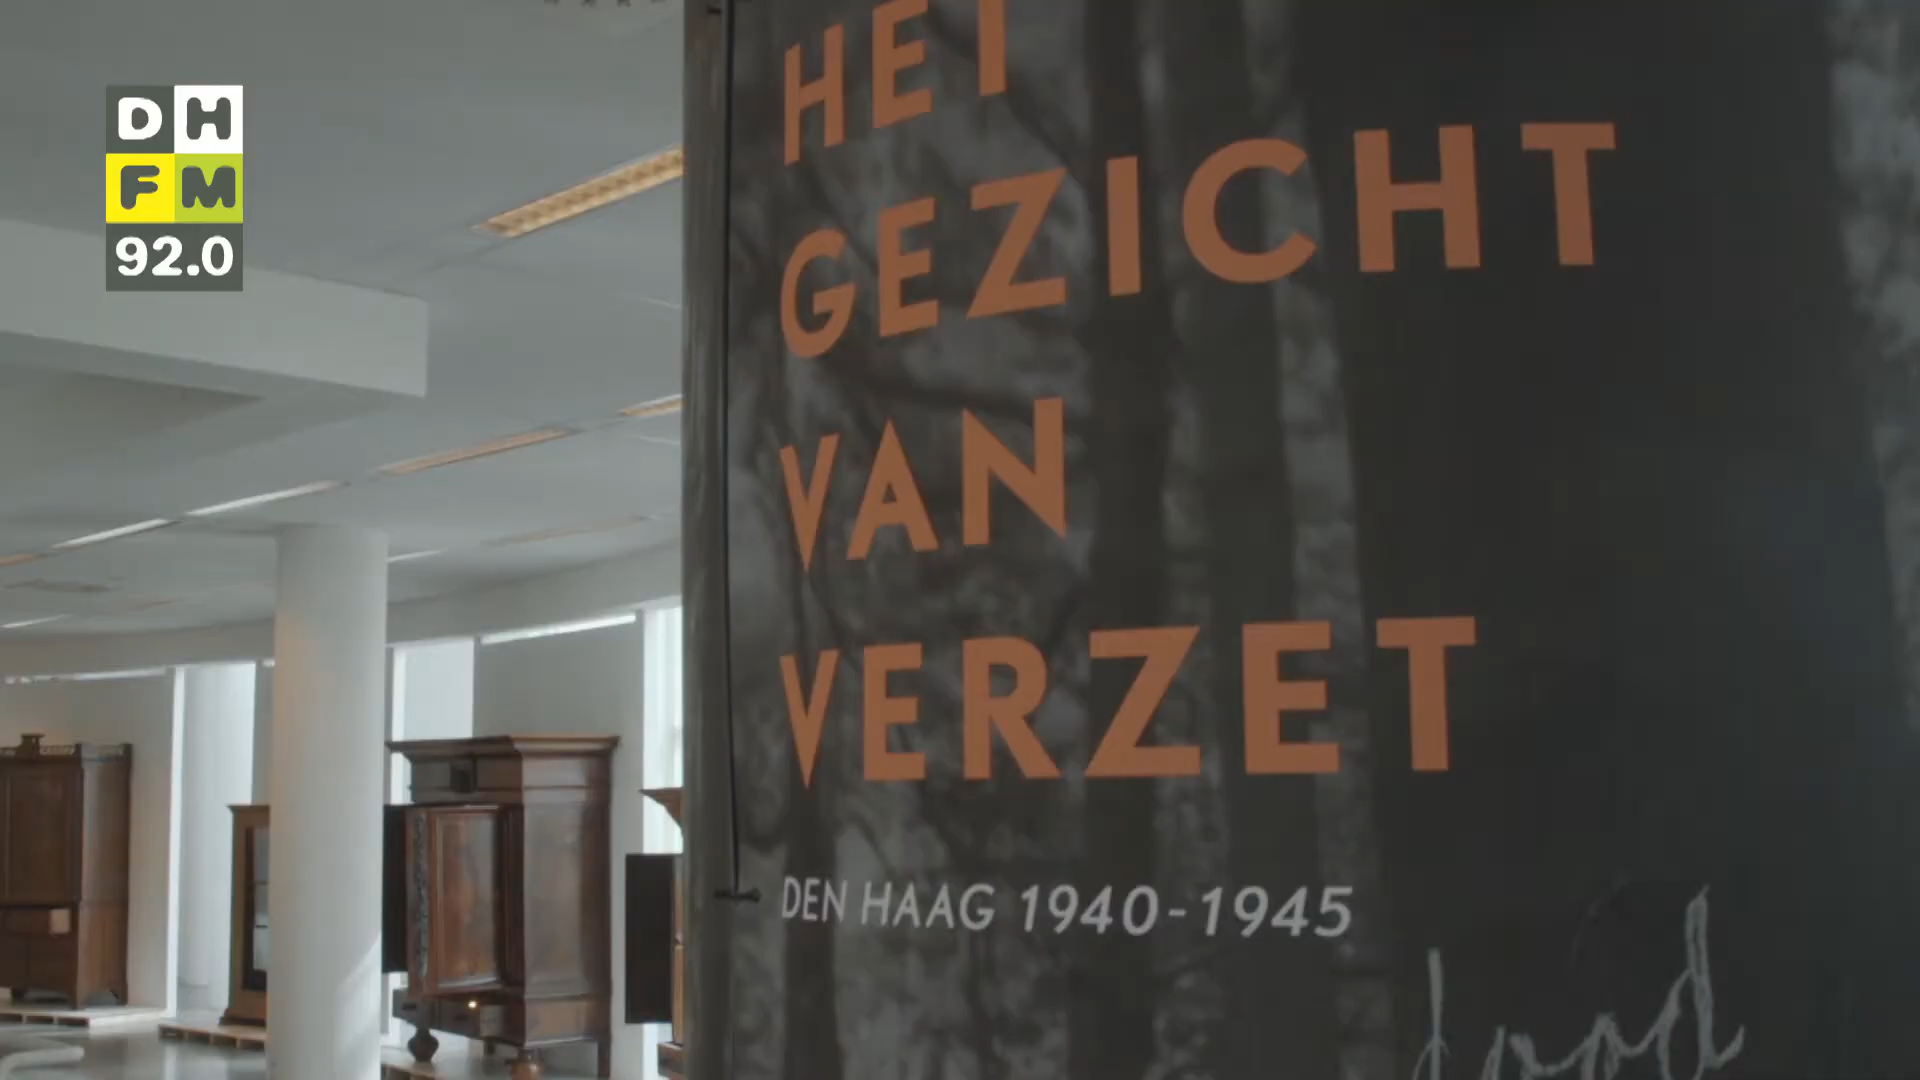 DH
FM
92.0
HET
GEZICHT
VAN
VERZET
DEN HAAG 1940-1945